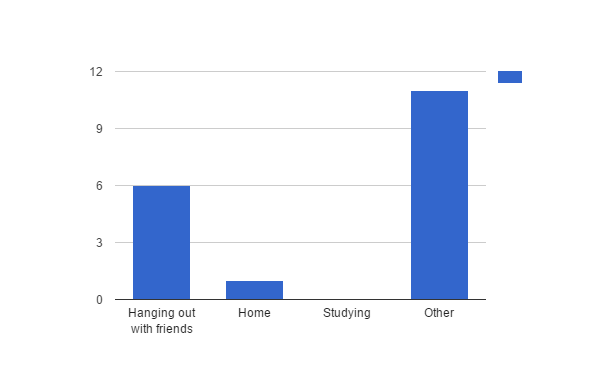 12
9
6
3
0
Hanging out
with friends
Home
Studying
Other